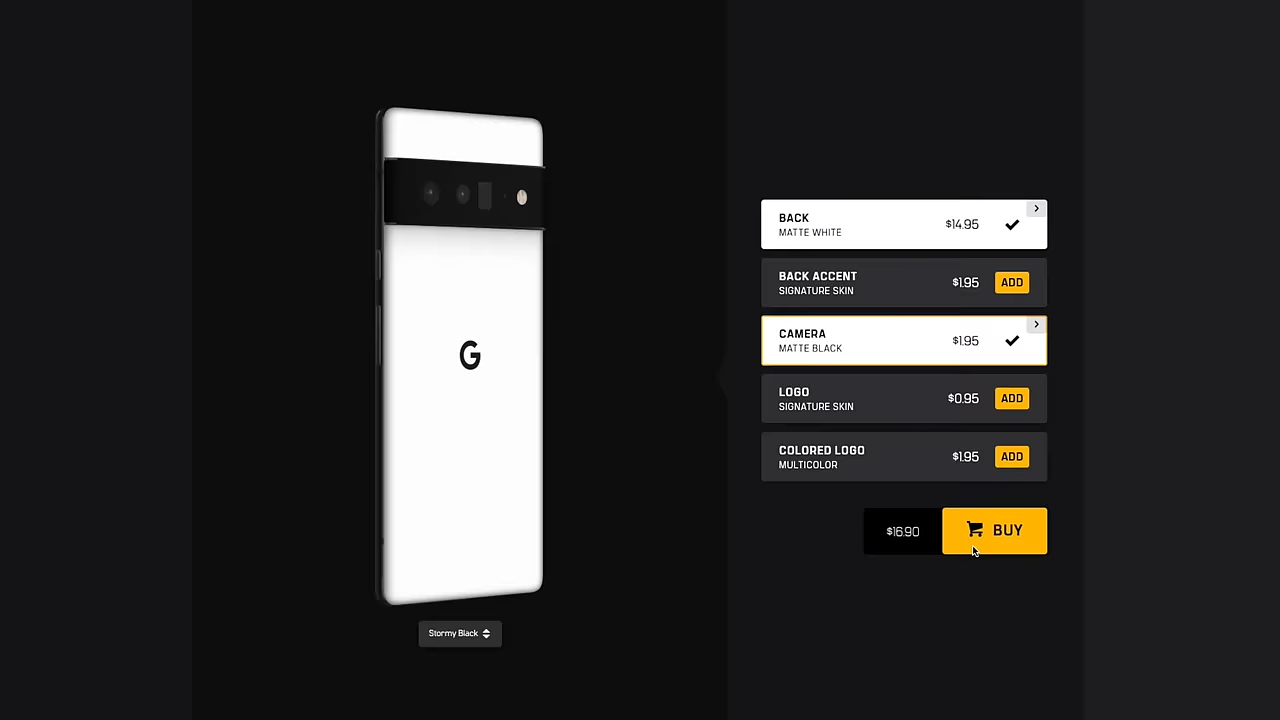 G
BACK
MATTE WHITE
$14.95
BACK ACCENT
SIGNATURE SKIN
$1.95
ADD
CAMERA
MATTE BLACK
$1.95
LOGO
SIGNATURE SKIN
$0.95
ADD
COLORED LOGO
MULTICOLOR
$1.95
ADD
$16.90
BUY
Stormy Black